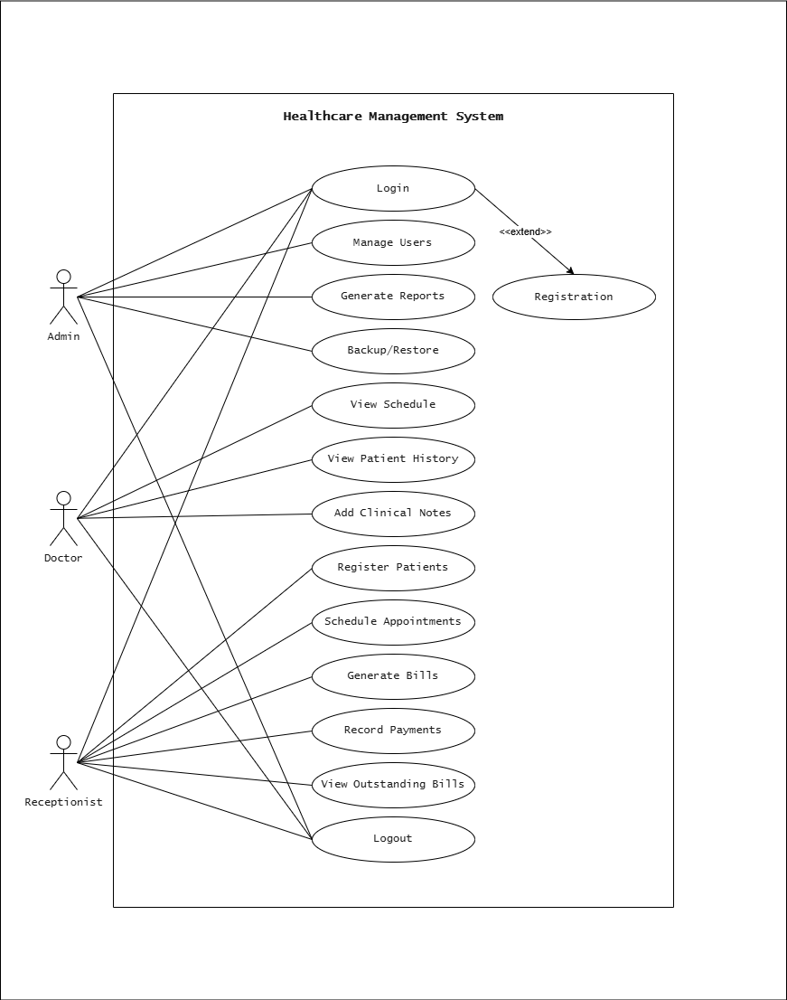 Healthcare Management System
Login
<<extend>>
Manage Users
Generate Reports
Registration
Admin
Backup/Restore
View Schedule
View Patient History
Add Clinical Notes
Doctor
Register Patients
Schedule Appointments
Generate Bills
Record Payments
View Outstanding Bills
Receptionist
Logout